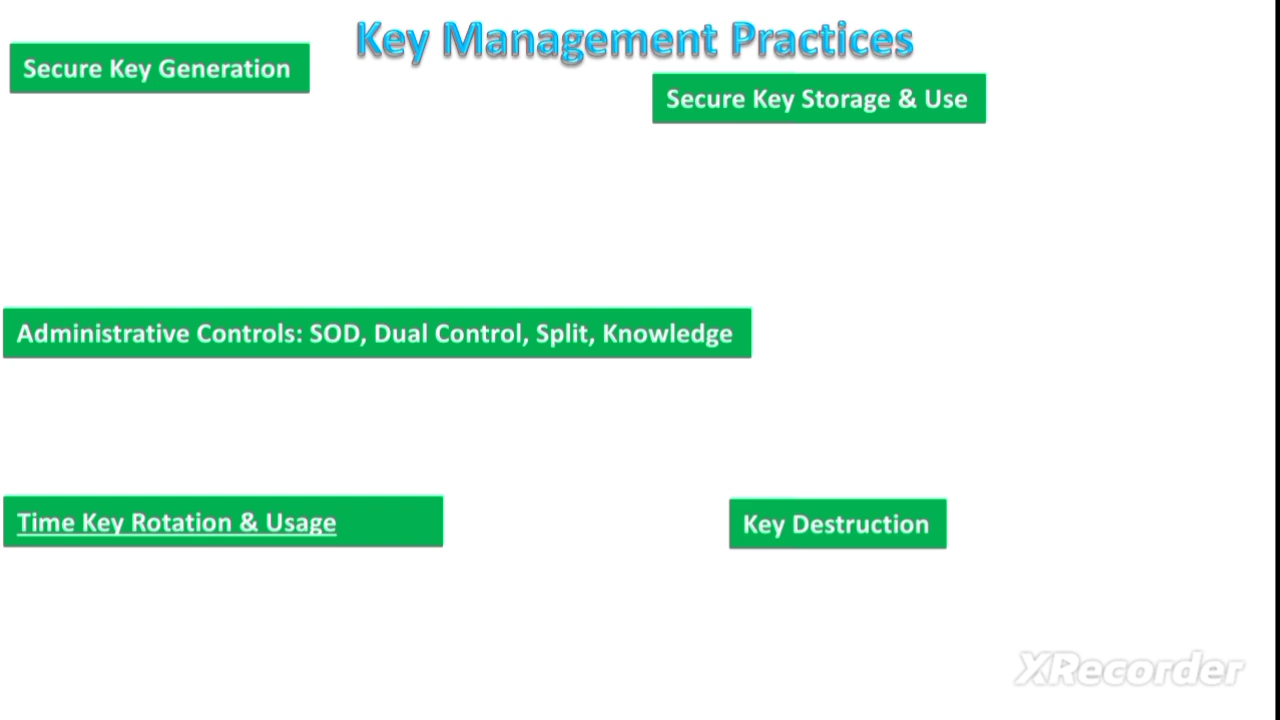 Key Management Practices
Secure Key Generation
Secure Key Storage & Use
Administrative Controls: SOD, Dual Control, Split, Knowledge
Time Key Rotation & Usage
Key Destruction
XRecorder